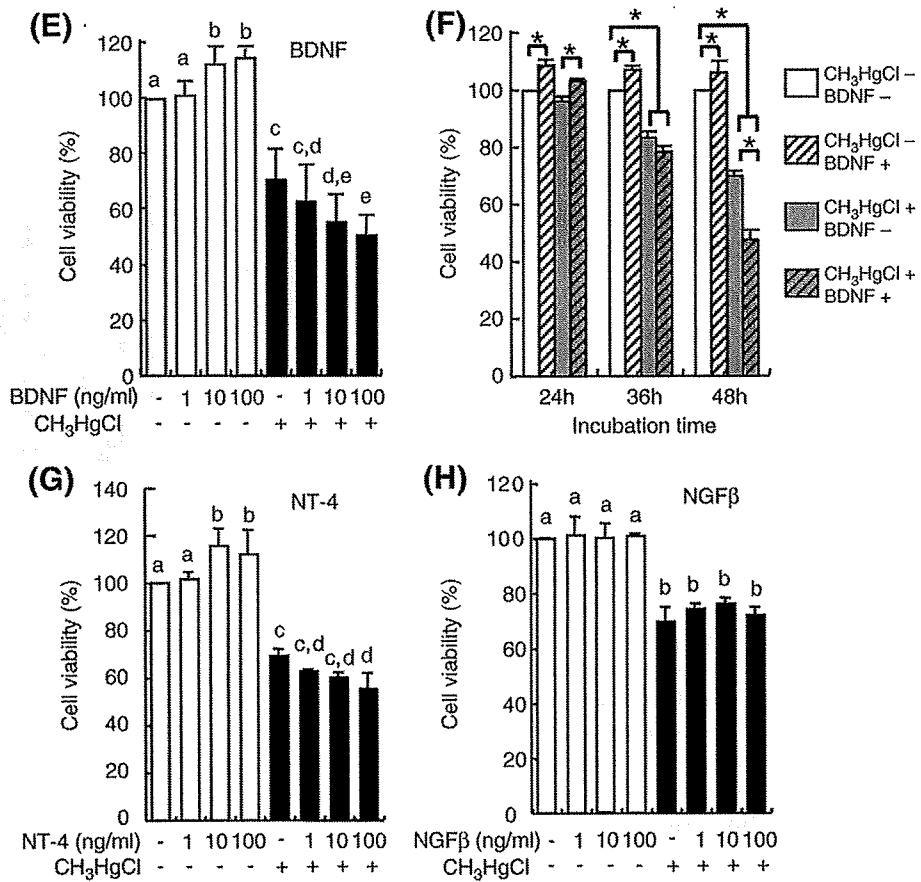 (E)
BDNF
Cell viability (%)
120
100
80
60
40
20
0
a a b b
c c,d d,e e
BDNF (ng/ml) - 1 10 100 - 1 10 100
CH3HgCl - - - - + + + +
(F)
Cell viability (%)
120
100
80
60
40
20
0
* *
* *
* * *
24h 36h 48h
Incubation time
CH3HgCl −
BDNF −
CH3HgCl −
BDNF +
CH3HgCl +
BDNF −
CH3HgCl +
BDNF +
(G)
NT-4
Cell viability (%)
140
120
100
80
60
40
20
0
a a b b
c c,d c,d d
NT-4 (ng/ml) - 1 10 100 - 1 10 100
CH3HgCl - - - - + + + +
(H)
NGFβ
Cell viability (%)
120
100
80
60
40
20
0
a a a a
b b b b
NGFβ (ng/ml) - 1 10 100 - 1 10 100
CH3HgCl - - - - + + + +